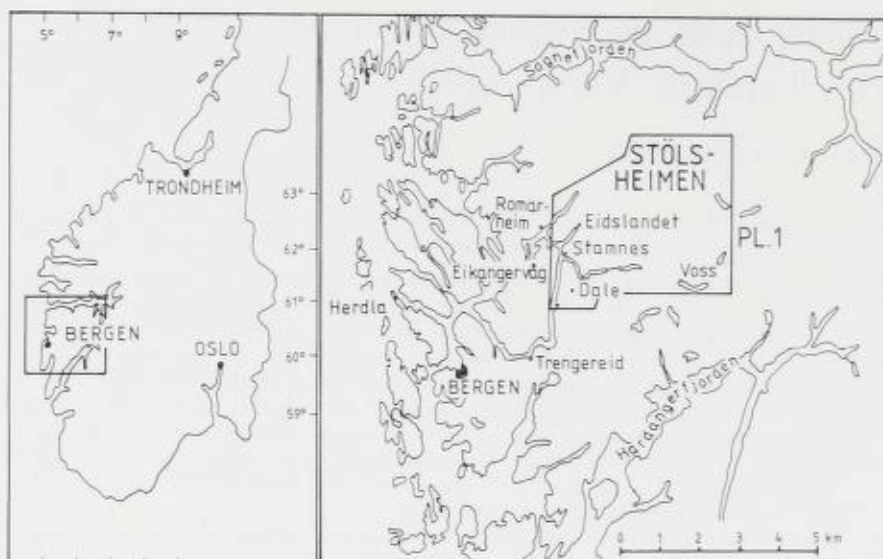 5° 7° 9°
TRONDHEIM
63°
62°
61°
60°
59°
BERGEN
OSLO
Sognefjorden
STÖLS-
HEIMEN
Romar-
heim
Eidslandet
PL.1
Stamnes
Eikangervåg
Voss
Herdla
Dale
Trengereid
BERGEN
Hardangerfjorden
0 1 2 3 4 5 km